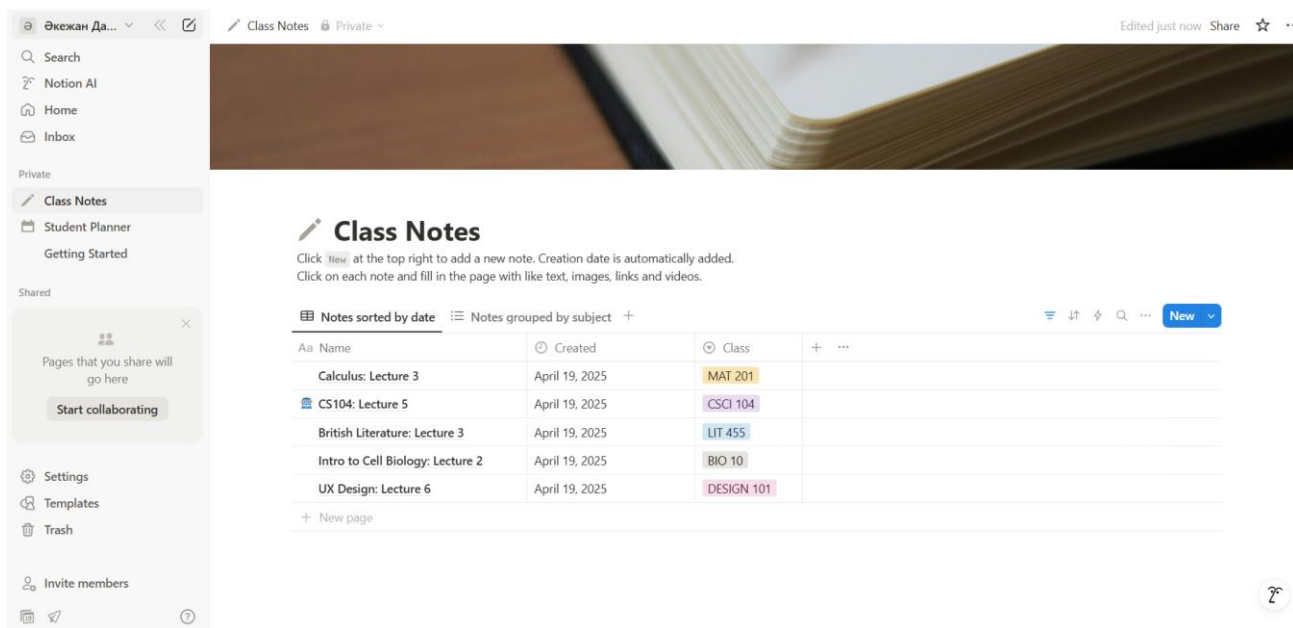 Ә Әкежан Да...
Search
Notion AI
Home
Inbox
Private
Class Notes
Student Planner
Getting Started
Shared
Pages that you share will
go here
Start collaborating
Settings
Templates
Trash
Invite members
Class Notes Private
Edited just now Share
Class Notes
Click New at the top right to add a new note. Creation date is automatically added.
Click on each note and fill in the page with like text, images, links and videos.
Notes sorted by date Notes grouped by subject
New
Aa Name Created Class
Calculus: Lecture 3 April 19, 2025 MAT 201
CS104: Lecture 5 April 19, 2025 CSCI 104
British Literature: Lecture 3 April 19, 2025 LIT 455
Intro to Cell Biology: Lecture 2 April 19, 2025 BIO 10
UX Design: Lecture 6 April 19, 2025 DESIGN 101
+ New page